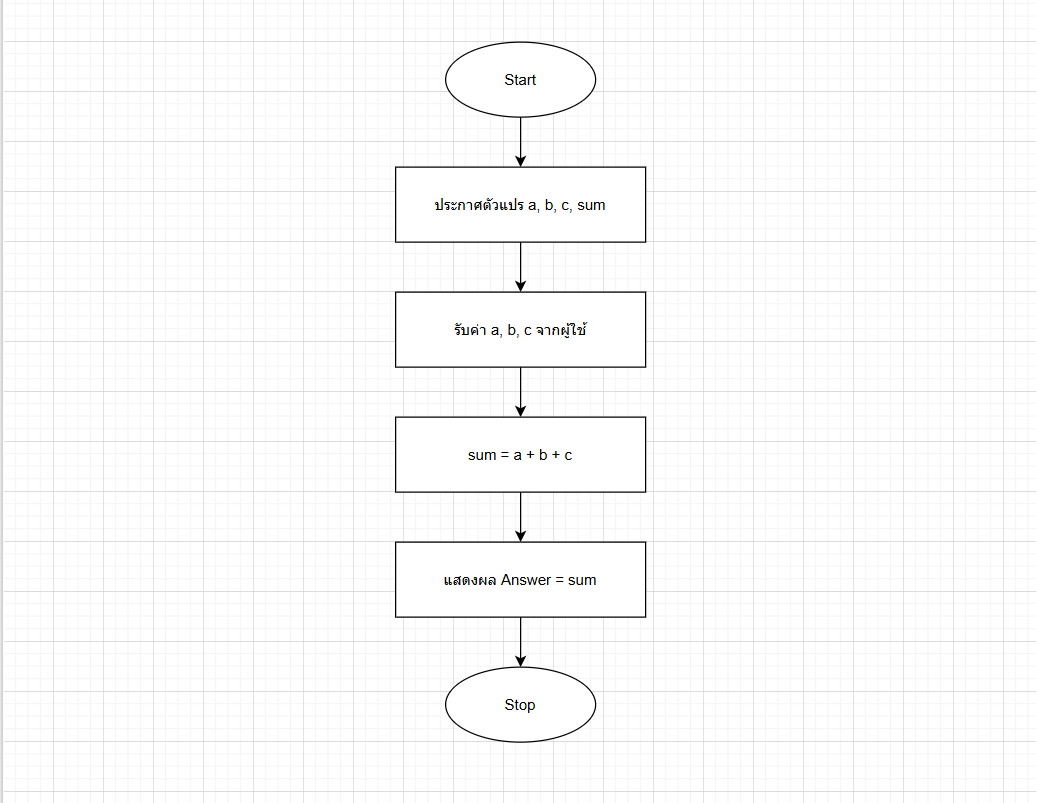 Start
ประกาศตัวแปร a, b, c, sum
รับค่า a, b, c จากผู้ใช้
sum = a + b + c
แสดงผล Answer = sum
Stop